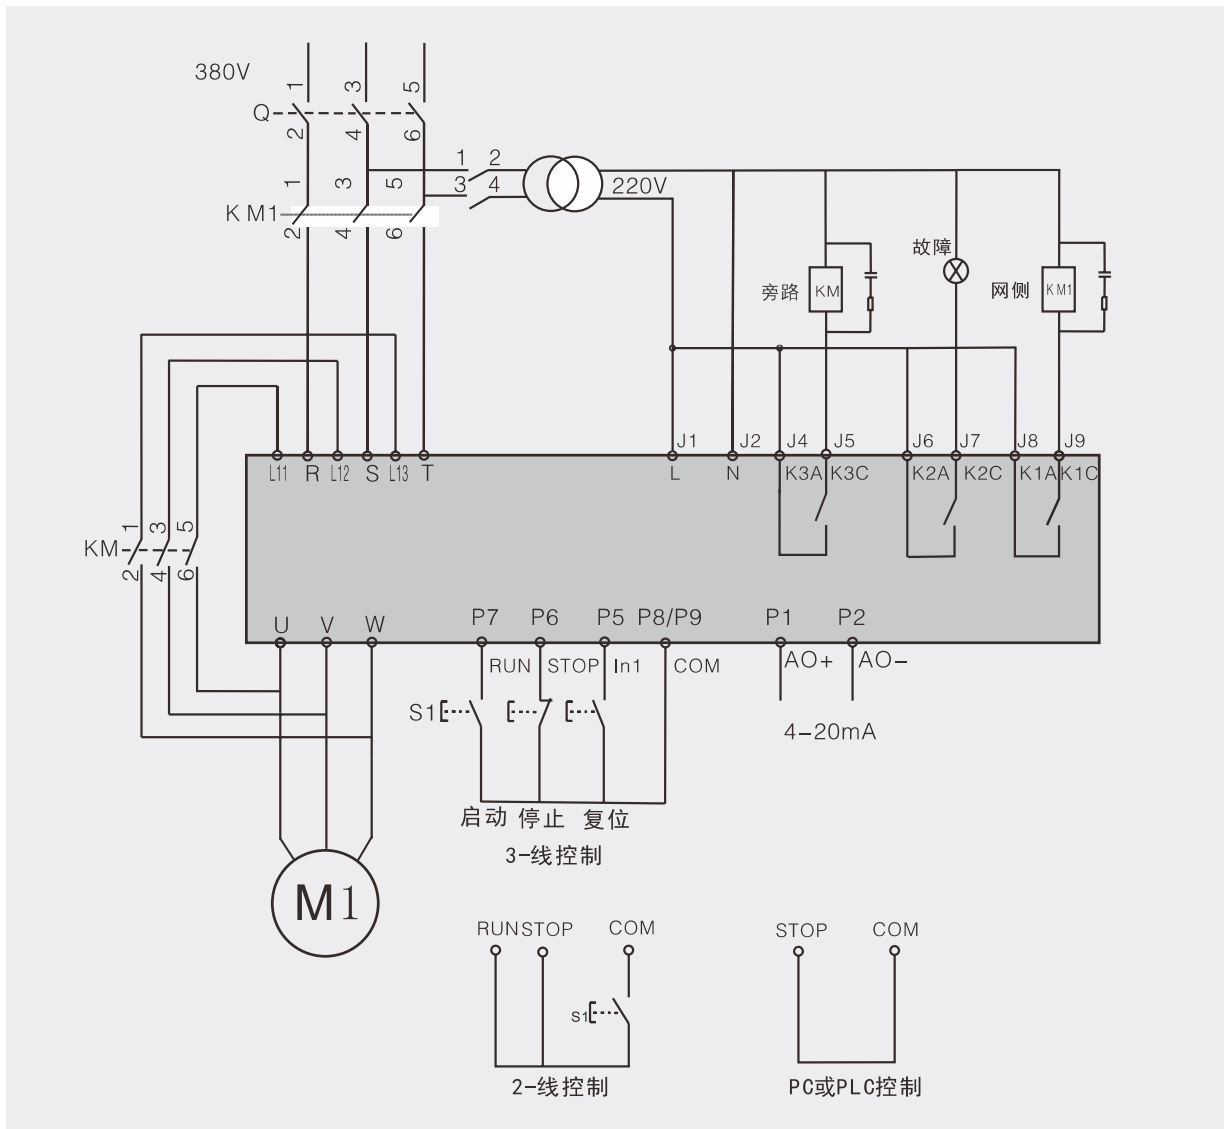 380V
1 3 5
Q
2 4 6
1 2
1 3 5 3 4 220V
K M1
2 4 6
故障
旁路 KM 网侧 K M1
J1 J2 J4 J5 J6 J7 J8 J9
L11 R L12 S L13 T L N K3A K3C K2A K2C K1A K1C
1 3 5
KM
2 4 6
U V W P7 P6 P5 P8/P9 P1 P2
RUN STOP In1 COM AO+ AO-
S1
4-20mA
启动 停止 复位
3-线控制
M1
RUN STOP COM STOP COM
S1
2-线控制 PC或PLC控制